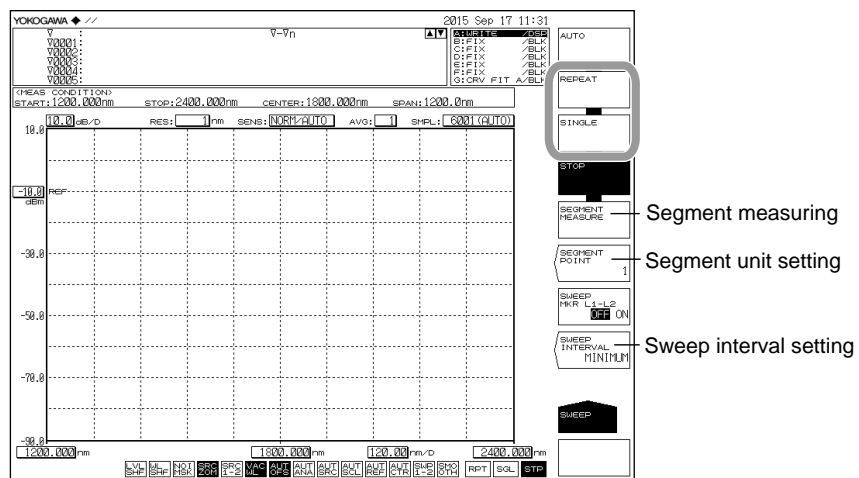 YOKOGAWA ◆ //
∇-∇n
2015 Sep 17 11:31
∇ :
∇0001:
∇0002:
∇0003:
∇0004:
∇0005:
A:WRITE /DSP
B:FIX /BLK
C:FIX /BLK
D:FIX /BLK
E:FIX /BLK
F:FIX /BLK
G:CRV FIT A/BLK
<MEAS CONDITION>
START:1200.000nm STOP:2400.000nm CENTER:1800.000nm SPAN:1200.0nm
10.0 dB/D RES: 1 nm SENS: NORM/AUTO AVG: 1 SMPL: 6001(AUTO)
10.0
-10.0 REF
dBm
-30.0
-50.0
-70.0
-90.0
1200.000 nm 1800.000 nm 120.00 nm/D 2400.000 nm
LVL SHF
WL SHF
NOI MSK
SRC ZOM
SRC 1-2
VAC WL
AUT OFS
AUT ANA
AUT SRC
AUT SCL
AUT REF
AUT CTR
SWP 1-2
SMO OTH
RPT SGL STP
AUTO
REPEAT
SINGLE
STOP
SEGMENT
MEASURE
Segment measuring
SEGMENT
POINT
1
Segment unit setting
SWEEP
MKR L1-L2
OFF ON
SWEEP
INTERVAL
MINIMUM
Sweep interval setting
SWEEP